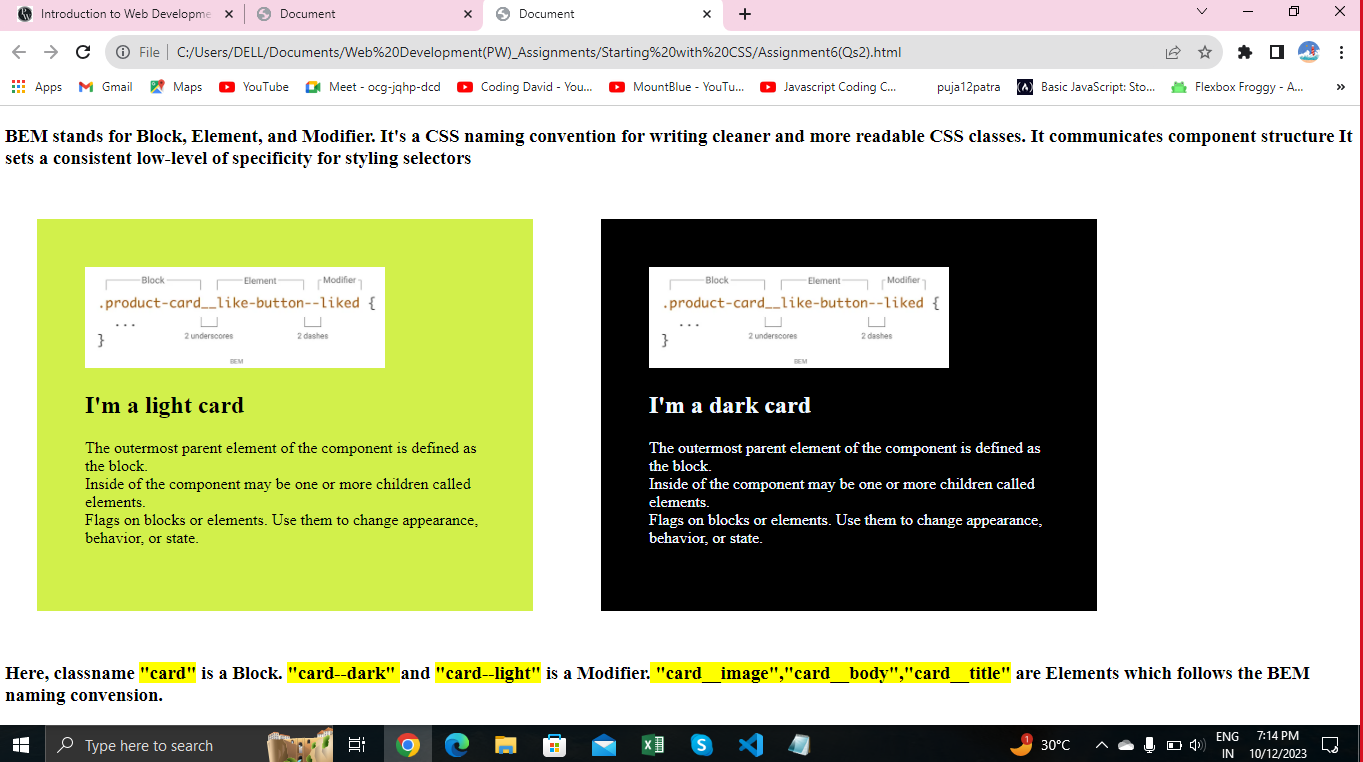 Introduction to Web Developme
Document
Document
File
C:/Users/DELL/Documents/Web%20Development(PW)_Assignments/Starting%20with%20CSS/Assignment6(Qs2).html
Apps
Gmail
Maps
YouTube
Meet - ocg-jqhp-dcd
Coding David - You...
MountBlue - YouTu...
Javascript Coding C...
puja12patra
Basic JavaScript: Sto...
Flexbox Froggy - A...
»
BEM stands for Block, Element, and Modifier. It's a CSS naming convention for writing cleaner and more readable CSS classes. It communicates component structure It
sets a consistent low-level of specificity for styling selectors
Block Element Modifier
.product-card__like-button--liked {
...
2 underscores 2 dashes
}
BEM
I'm a light card
The outermost parent element of the component is defined as
the block.
Inside of the component may be one or more children called
elements.
Flags on blocks or elements. Use them to change appearance,
behavior, or state.
Block Element Modifier
.product-card__like-button--liked {
...
2 underscores 2 dashes
}
BEM
I'm a dark card
The outermost parent element of the component is defined as
the block.
Inside of the component may be one or more children called
elements.
Flags on blocks or elements. Use them to change appearance,
behavior, or state.
Here, classname "card" is a Block. "card--dark" and "card--light" is a Modifier. "card__image","card__body","card__title" are Elements which follows the BEM
naming convension.
Type here to search
1
30°C
ENG
IN
7:14 PM
10/12/2023